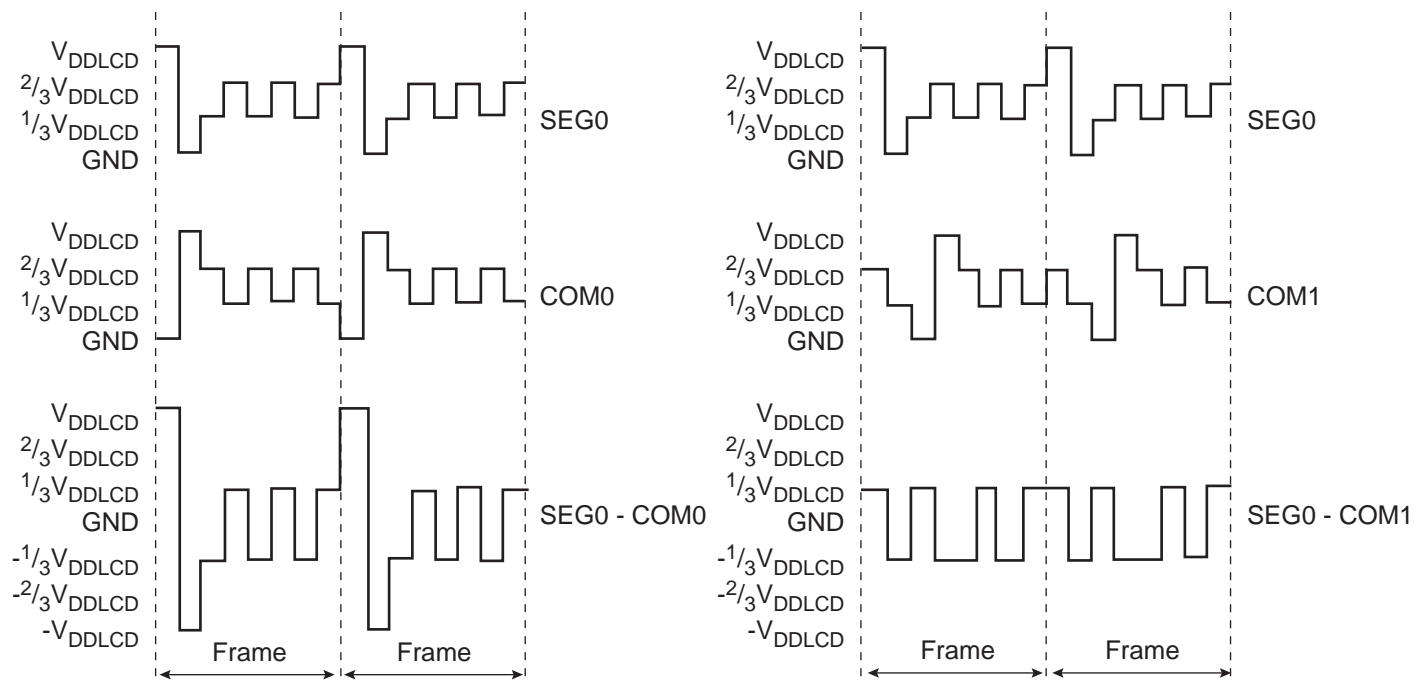 VDDLCD
2/3VDDLCD
1/3VDDLCD
GND
SEG0
VDDLCD
2/3VDDLCD
1/3VDDLCD
GND
COM0
VDDLCD
2/3VDDLCD
1/3VDDLCD
GND
-1/3VDDLCD
-2/3VDDLCD
-VDDLCD
SEG0 - COM0
Frame
Frame
VDDLCD
2/3VDDLCD
1/3VDDLCD
GND
SEG0
VDDLCD
2/3VDDLCD
1/3VDDLCD
GND
COM1
VDDLCD
2/3VDDLCD
1/3VDDLCD
GND
-1/3VDDLCD
-2/3VDDLCD
-VDDLCD
SEG0 - COM1
Frame
Frame